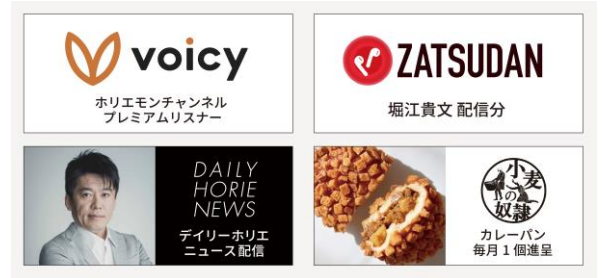 voicy
ホリエモンチャンネル
プレミアムリスナー
ZATSUDAN
堀江貴文 配信分
DAILY
HORIE
NEWS
デイリーホリエ
ニュース配信
小麦
の
奴隷
カレーパン
毎月1個進呈